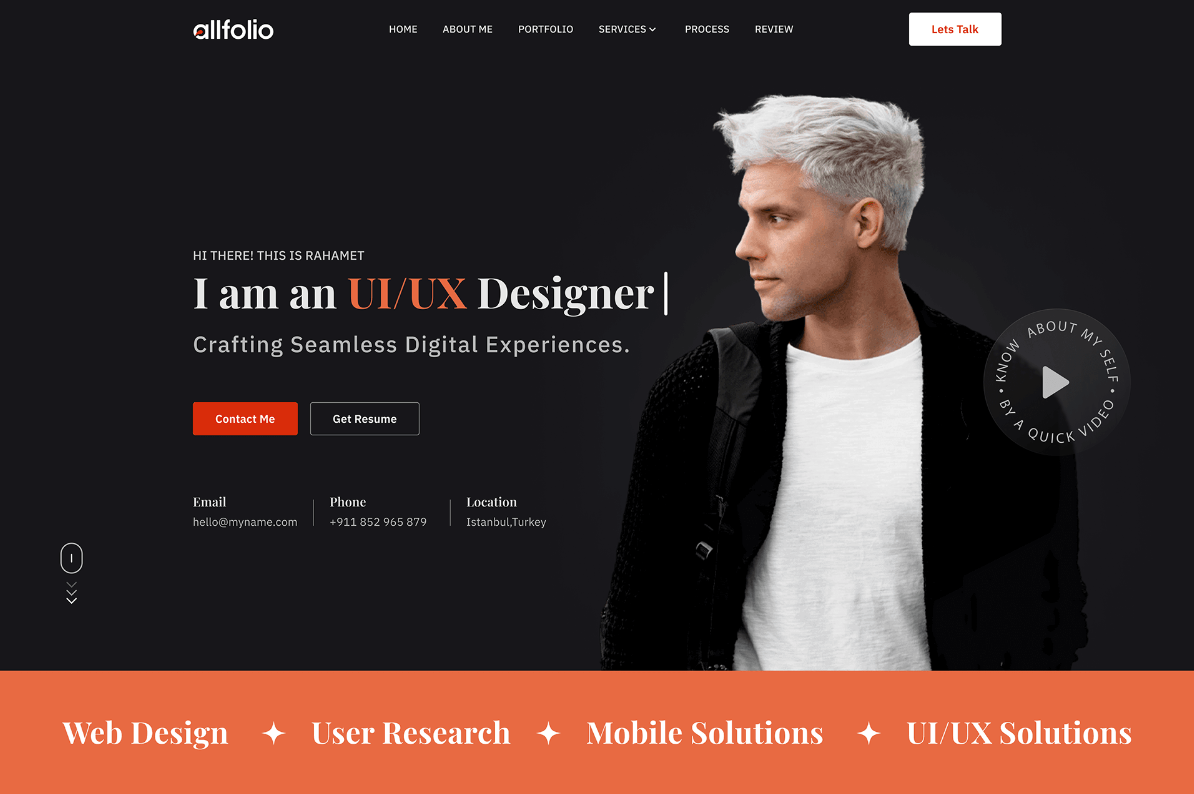 allfolio
HOME ABOUT ME PORTFOLIO SERVICES PROCESS REVIEW
Lets Talk
HI THERE! THIS IS RAHAMET
I am an UI/UX Designer
Crafting Seamless Digital Experiences.
Contact Me Get Resume
• KNOW ABOUT MY SELF • BY A QUICK VIDEO
Email Phone Location
hello@myname.com +911 852 965 879 Istanbul,Turkey
Web Design ✦ User Research ✦ Mobile Solutions ✦ UI/UX Solutions